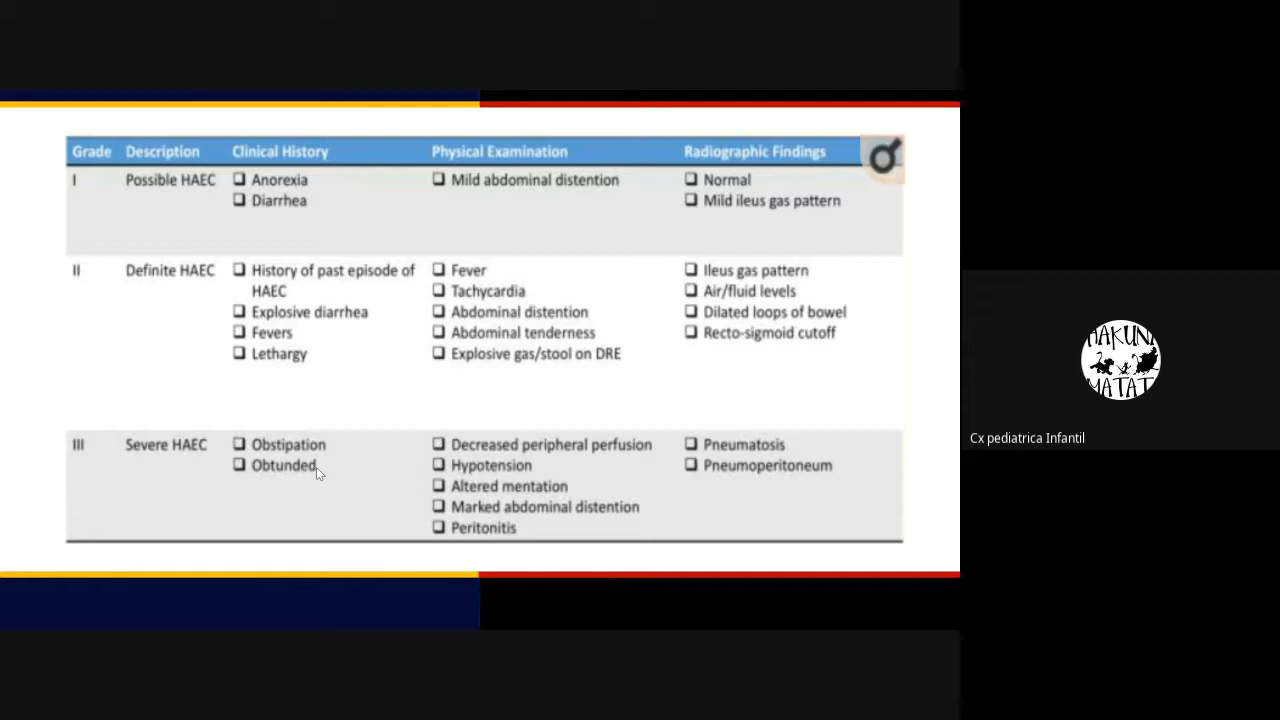 Grade Description Clinical History Physical Examination Radiographic Findings
I Possible HAEC Anorexia Mild abdominal distention Normal
Diarrhea Mild ileus gas pattern
II Definite HAEC History of past episode of Fever Ileus gas pattern
HAEC Tachycardia Air/fluid levels
Explosive diarrhea Abdominal distention Dilated loops of bowel
Fevers Abdominal tenderness Recto-sigmoid cutoff
Lethargy Explosive gas/stool on DRE
III Severe HAEC Obstipation Decreased peripheral perfusion Pneumatosis
Obtunded Hypotension Pneumoperitoneum
Altered mentation
Marked abdominal distention
Peritonitis
HAKUN
MATAT
Cx pediatrica Infantil